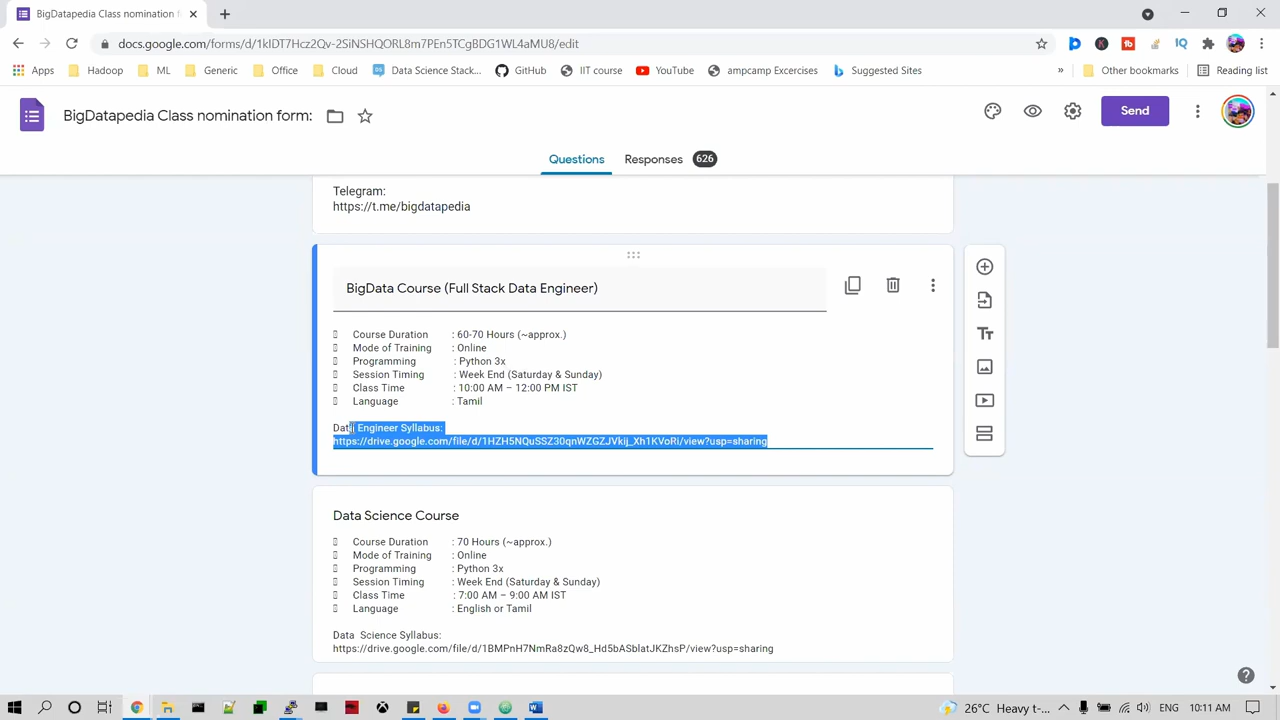 BigDatapedia Class nomination f
docs.google.com/forms/d/1kIDT7Hcz2Qv-2SiNSHQORL8m7PEn5TCgBDG1WL4aMU8/edit
Apps
Hadoop
ML
Generic
Office
Cloud
Data Science Stack...
GitHub
IIT course
YouTube
ampcamp Excercises
Suggested Sites
»
Other bookmarks
Reading list
BigDatapedia Class nomination form:
Send
Questions
Responses 626
Telegram:
https://t.me/bigdatapedia
BigData Course (Full Stack Data Engineer)
Course Duration : 60-70 Hours (~approx.)
Mode of Training : Online
Programming : Python 3x
Session Timing : Week End (Saturday & Sunday)
Class Time : 10:00 AM – 12:00 PM IST
Language : Tamil
Data Engineer Syllabus:
https://drive.google.com/file/d/1HZH5NQuSSZ30qnWZGZJVkij_Xh1KVoRi/view?usp=sharing
Data Science Course
Course Duration : 70 Hours (~approx.)
Mode of Training : Online
Programming : Python 3x
Session Timing : Week End (Saturday & Sunday)
Class Time : 7:00 AM – 9:00 AM IST
Language : English or Tamil
Data Science Syllabus:
https://drive.google.com/file/d/1BMPnH7NmRa8zQw8_Hd5bASblatJKZhsP/view?usp=sharing
26°C Heavy t...
ENG
10:11 AM